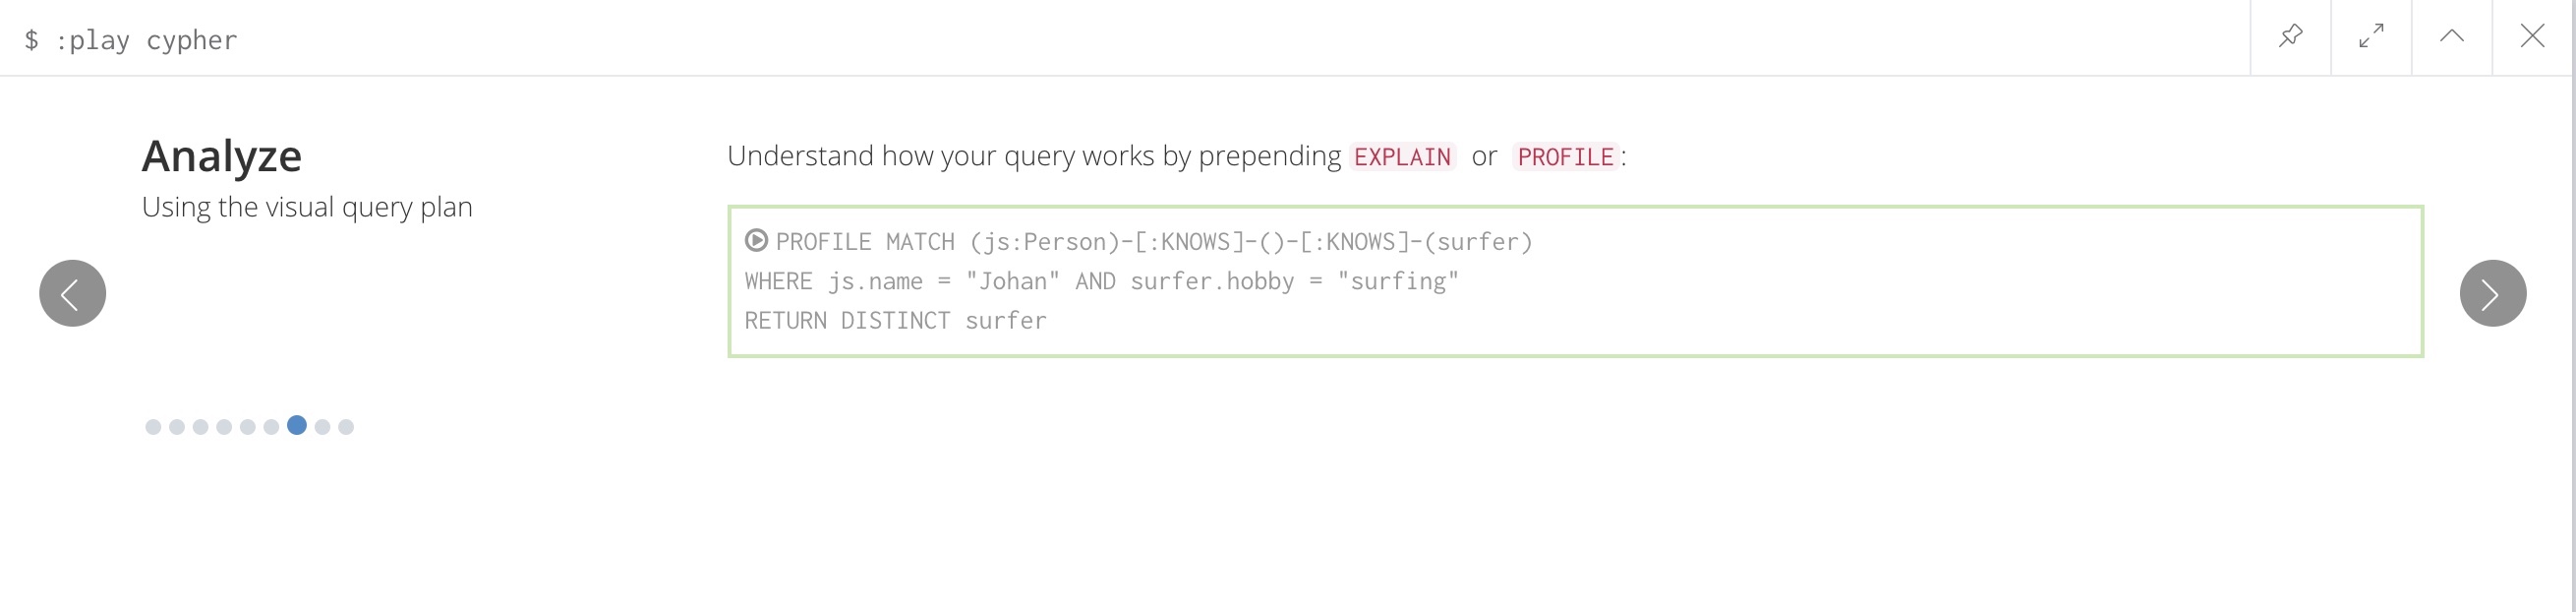 $ :play cypher
Analyze
Using the visual query plan
Understand how your query works by prepending EXPLAIN or PROFILE:
PROFILE MATCH (js:Person)-[:KNOWS]-()-[:KNOWS]-(surfer)
WHERE js.name = "Johan" AND surfer.hobby = "surfing"
RETURN DISTINCT surfer